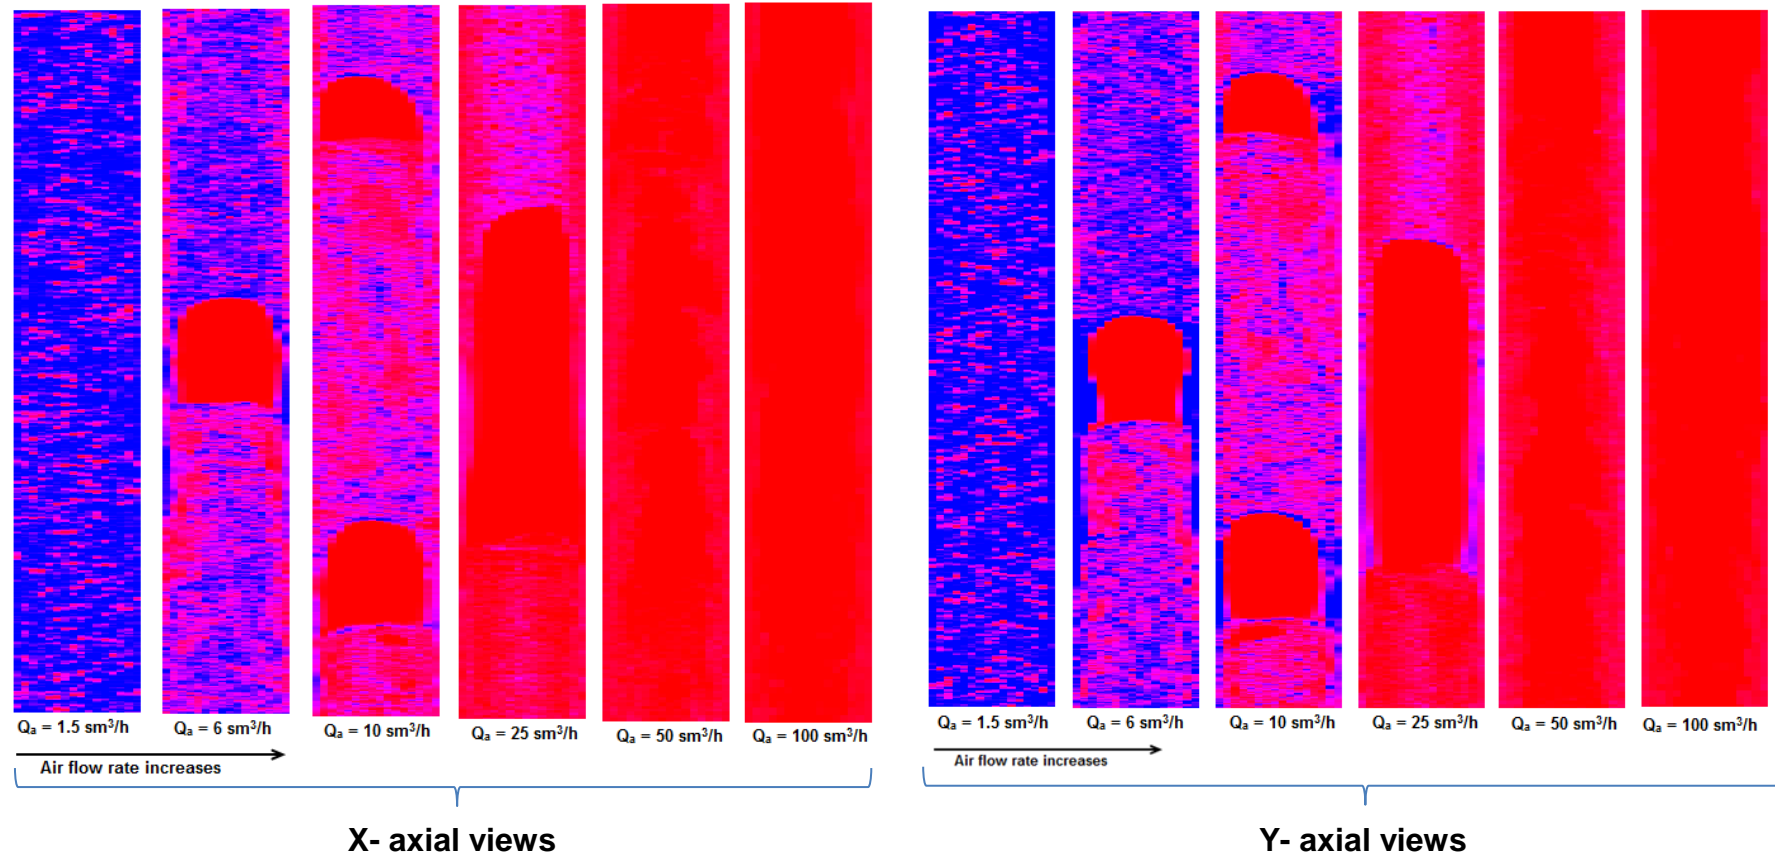 Qₐ = 1.5 sm³/h
Qₐ = 6 sm³/h
Qₐ = 10 sm³/h
Qₐ = 25 sm³/h
Qₐ = 50 sm³/h
Qₐ = 100 sm³/h
Air flow rate increases
X- axial views
Qₐ = 1.5 sm³/h
Qₐ = 6 sm³/h
Qₐ = 10 sm³/h
Qₐ = 25 sm³/h
Qₐ = 50 sm³/h
Qₐ = 100 sm³/h
Air flow rate increases
Y- axial views